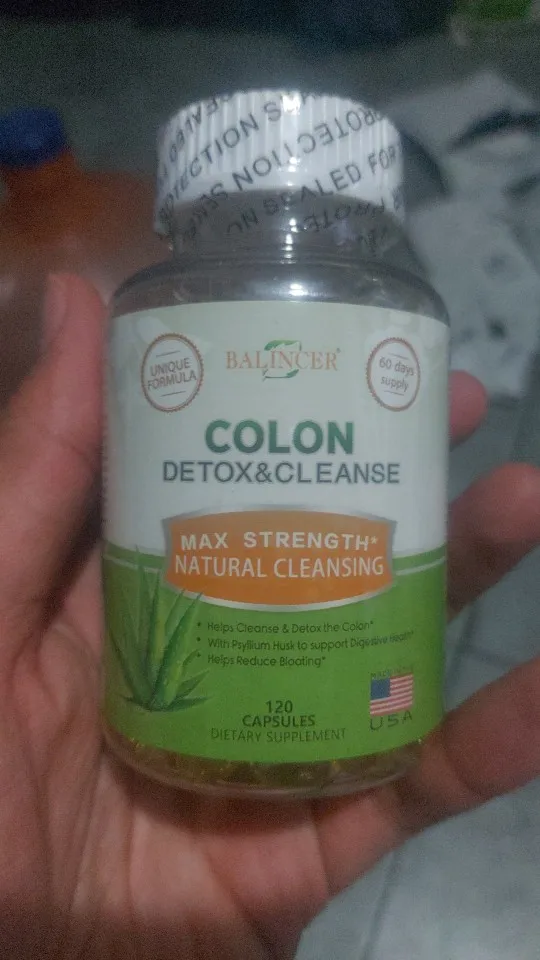 PROTECTION
SEALED FOR
UNIQUE
FORMULA
BALINCER
60 days
supply
COLON
DETOX&CLEANSE
MAX STRENGTH*
NATURAL CLEANSING
• Helps Cleanse & Detox the Colon*
• With Psyllium Husk to support Digestive Health*
• Helps Reduce Bloating*
120
CAPSULES
DIETARY SUPPLEMENT
USA